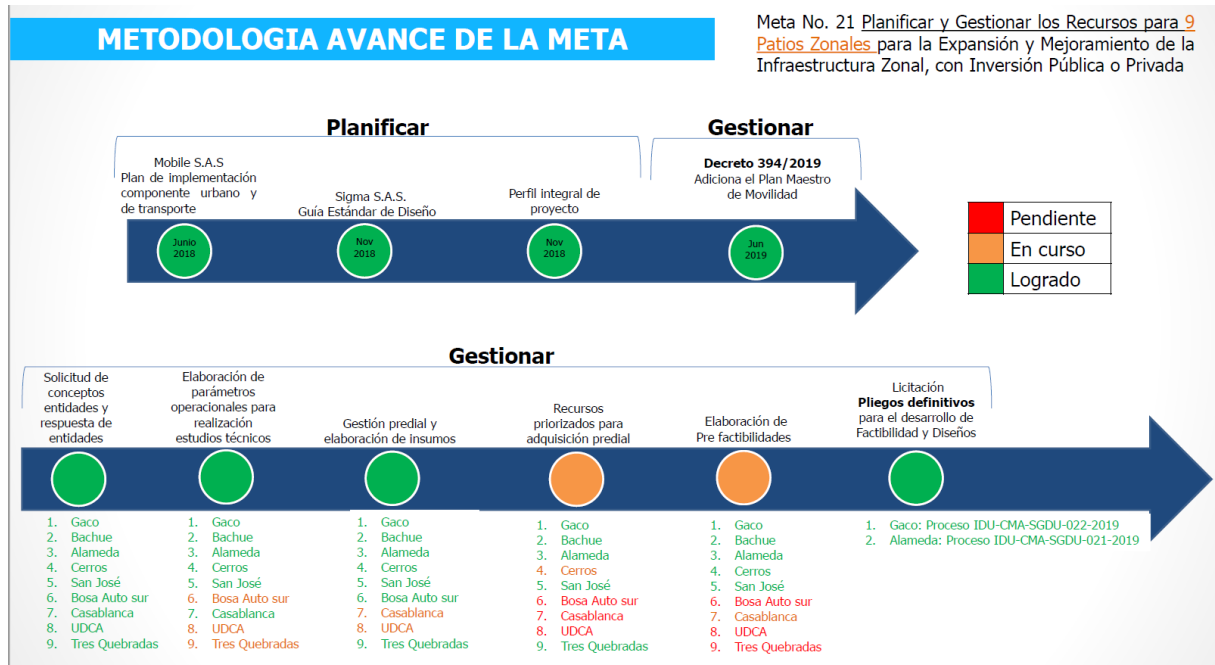 METODOLOGIA AVANCE DE LA META
Meta No. 21 Planificar y Gestionar los Recursos para 9
Patios Zonales para la Expansión y Mejoramiento de la
Infraestructura Zonal, con Inversión Pública o Privada
Planificar
Gestionar
Mobile S.A.S
Plan de implementación
componente urbano y
de transporte
Sigma S.A.S.
Guía Estándar de Diseño
Perfil integral de
proyecto
Decreto 394/2019
Adiciona el Plan Maestro
de Movilidad
Junio
2018
Nov
2018
Nov
2018
Jun
2019
Pendiente
En curso
Logrado
Gestionar
Solicitud de
conceptos
entidades y
respuesta de
entidades
Elaboración de
parámetros
operacionales para
realización
estudios técnicos
Gestión predial y
elaboración de insumos
Recursos
priorizados para
adquisición predial
Elaboración de
Pre factibilidades
Licitación
Pliegos definitivos
para el desarrollo de
Factibilidad y Diseños
1. Gaco
2. Bachue
3. Alameda
4. Cerros
5. San José
6. Bosa Auto sur
7. Casablanca
8. UDCA
9. Tres Quebradas
1. Gaco
2. Bachue
3. Alameda
4. Cerros
5. San José
6. Bosa Auto sur
7. Casablanca
8. UDCA
9. Tres Quebradas
1. Gaco
2. Bachue
3. Alameda
4. Cerros
5. San José
6. Bosa Auto sur
7. Casablanca
8. UDCA
9. Tres Quebradas
1. Gaco
2. Bachue
3. Alameda
4. Cerros
5. San José
6. Bosa Auto sur
7. Casablanca
8. UDCA
9. Tres Quebradas
1. Gaco
2. Bachue
3. Alameda
4. Cerros
5. San José
6. Bosa Auto sur
7. Casablanca
8. UDCA
9. Tres Quebradas
1. Gaco: Proceso IDU-CMA-SGDU-022-2019
2. Alameda: Proceso IDU-CMA-SGDU-021-2019